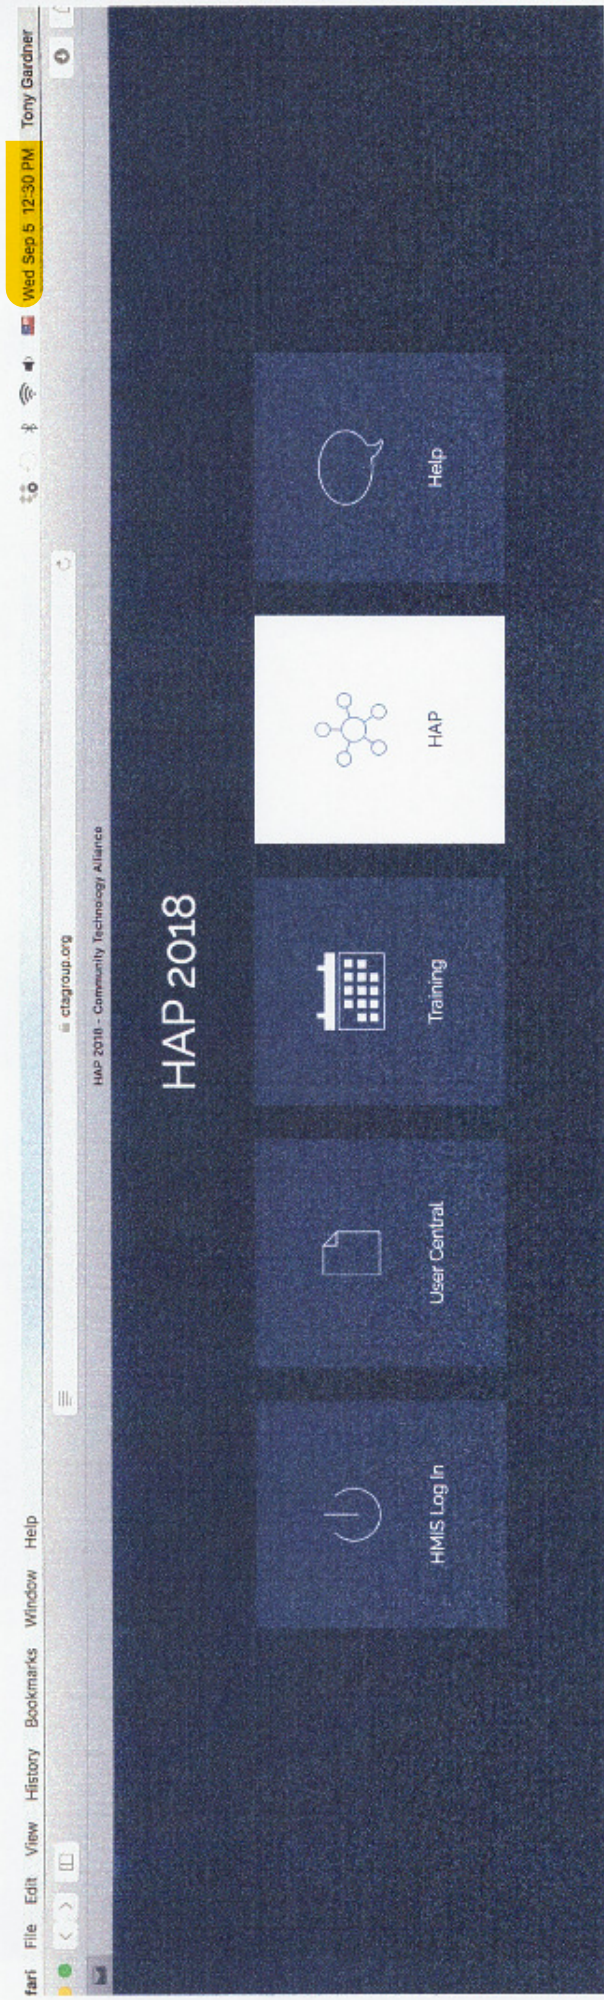 fari File Edit View History Bookmarks Window Help Wed Sep 5 12:30 PM Tony Gardner
ctagroup.org
HAP 2018 - Community Technology Alliance
HAP 2018
HMIS Log In User Central Training HAP Help